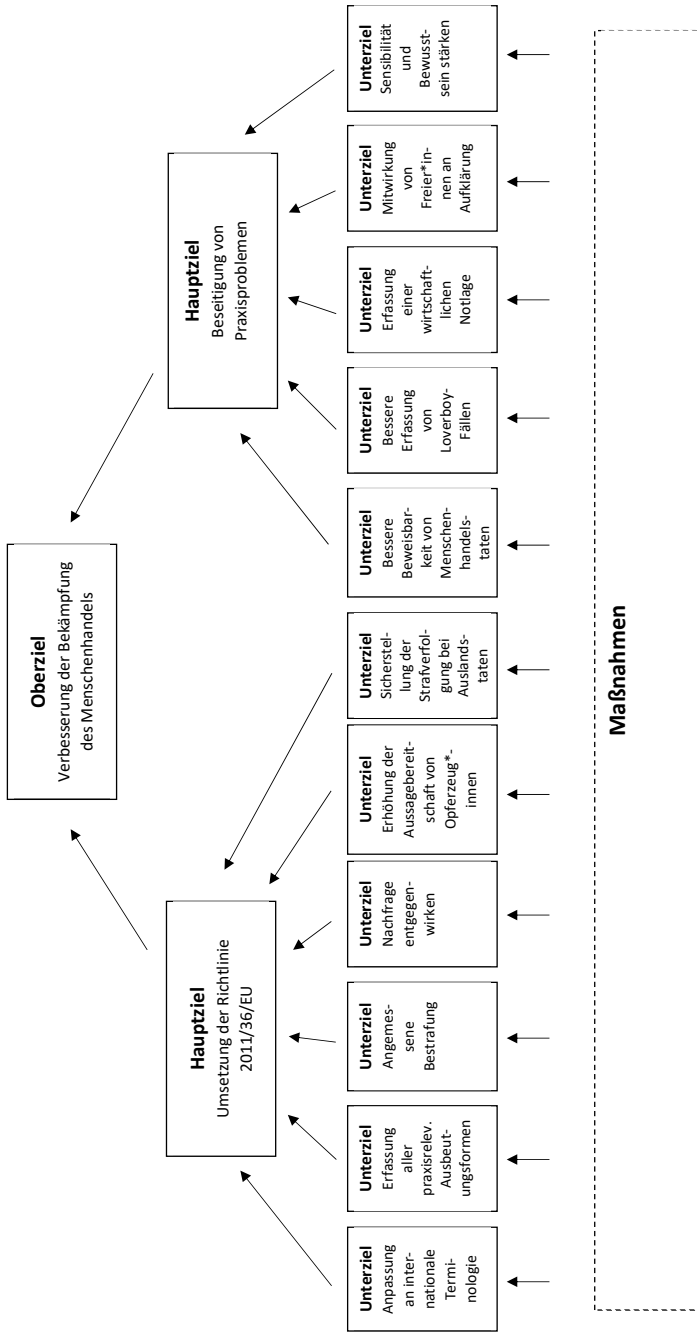 Oberziel
Verbesserung der Bekämpfung
des Menschenhandels
Hauptziel
Umsetzung der Richtlinie
2011/36/EU
Hauptziel
Beseitigung von
Praxisproblemen
Unterziel
Anpassung
an inter-
nationale
Termi-
nologie
Unterziel
Erfassung
aller
praxisrelev.
Ausbeut-
ungsformen
Unterziel
Angemes-
sene
Bestrafung
Unterziel
Nachfrage
entgegen-
wirken
Unterziel
Erhöhung der
Aussagebereit-
schaft von
Opferzeug*-
innen
Unterziel
Sicherstel-
lung der
Strafverfol-
gung bei
Auslands-
taten
Unterziel
Bessere
Beweisbar-
keit von
Menschen-
handels-
taten
Unterziel
Bessere
Erfassung
von
Loverboy-
Fällen
Unterziel
Erfassung
einer
wirtschaft-
lichen
Notlage
Unterziel
Mitwirkung
von
Freier*in-
nen an
Aufklärung
Unterziel
Sensibilität
und
Bewusst-
sein stärken
Maßnahmen